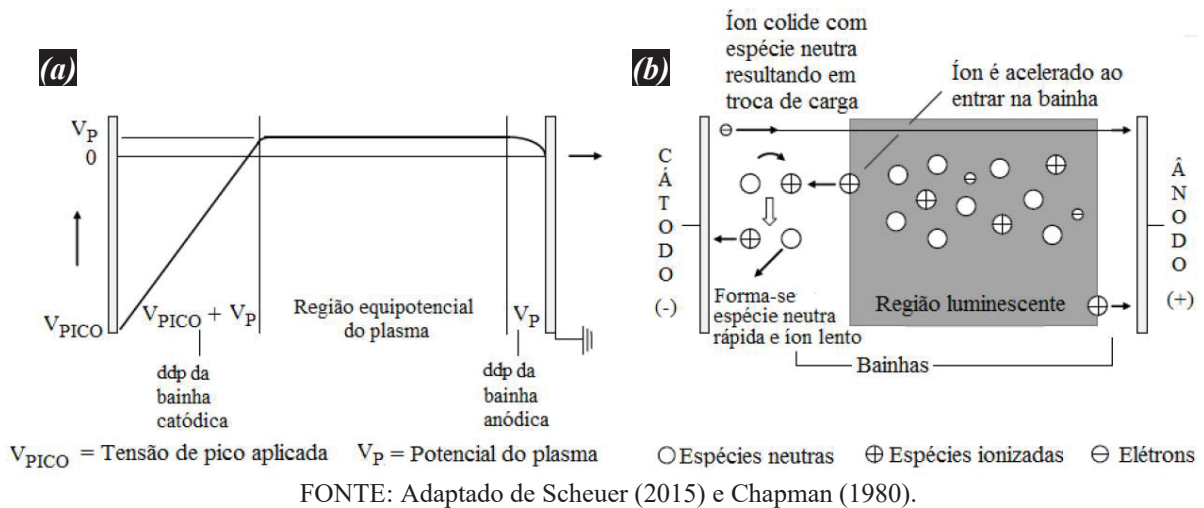 (a)
V_P
0
V_PICO
V_PICO + V_P
Região equipotencial
do plasma
V_P
ddp da
bainha
catódica
ddp da
bainha
anódica
V_PICO = Tensão de pico aplicada
V_P = Potencial do plasma
(b)
Íon colide com
espécie neutra
resultando em
troca de carga
Íon é acelerado ao
entrar na bainha
CÁTODO
(-)
Forma-se
espécie neutra
rápida e íon lento
Região luminescente
ÂNODO
(+)
Bainhas
Espécies neutras
Espécies ionizadas
Elétrons
FONTE: Adaptado de Scheuer (2015) e Chapman (1980).